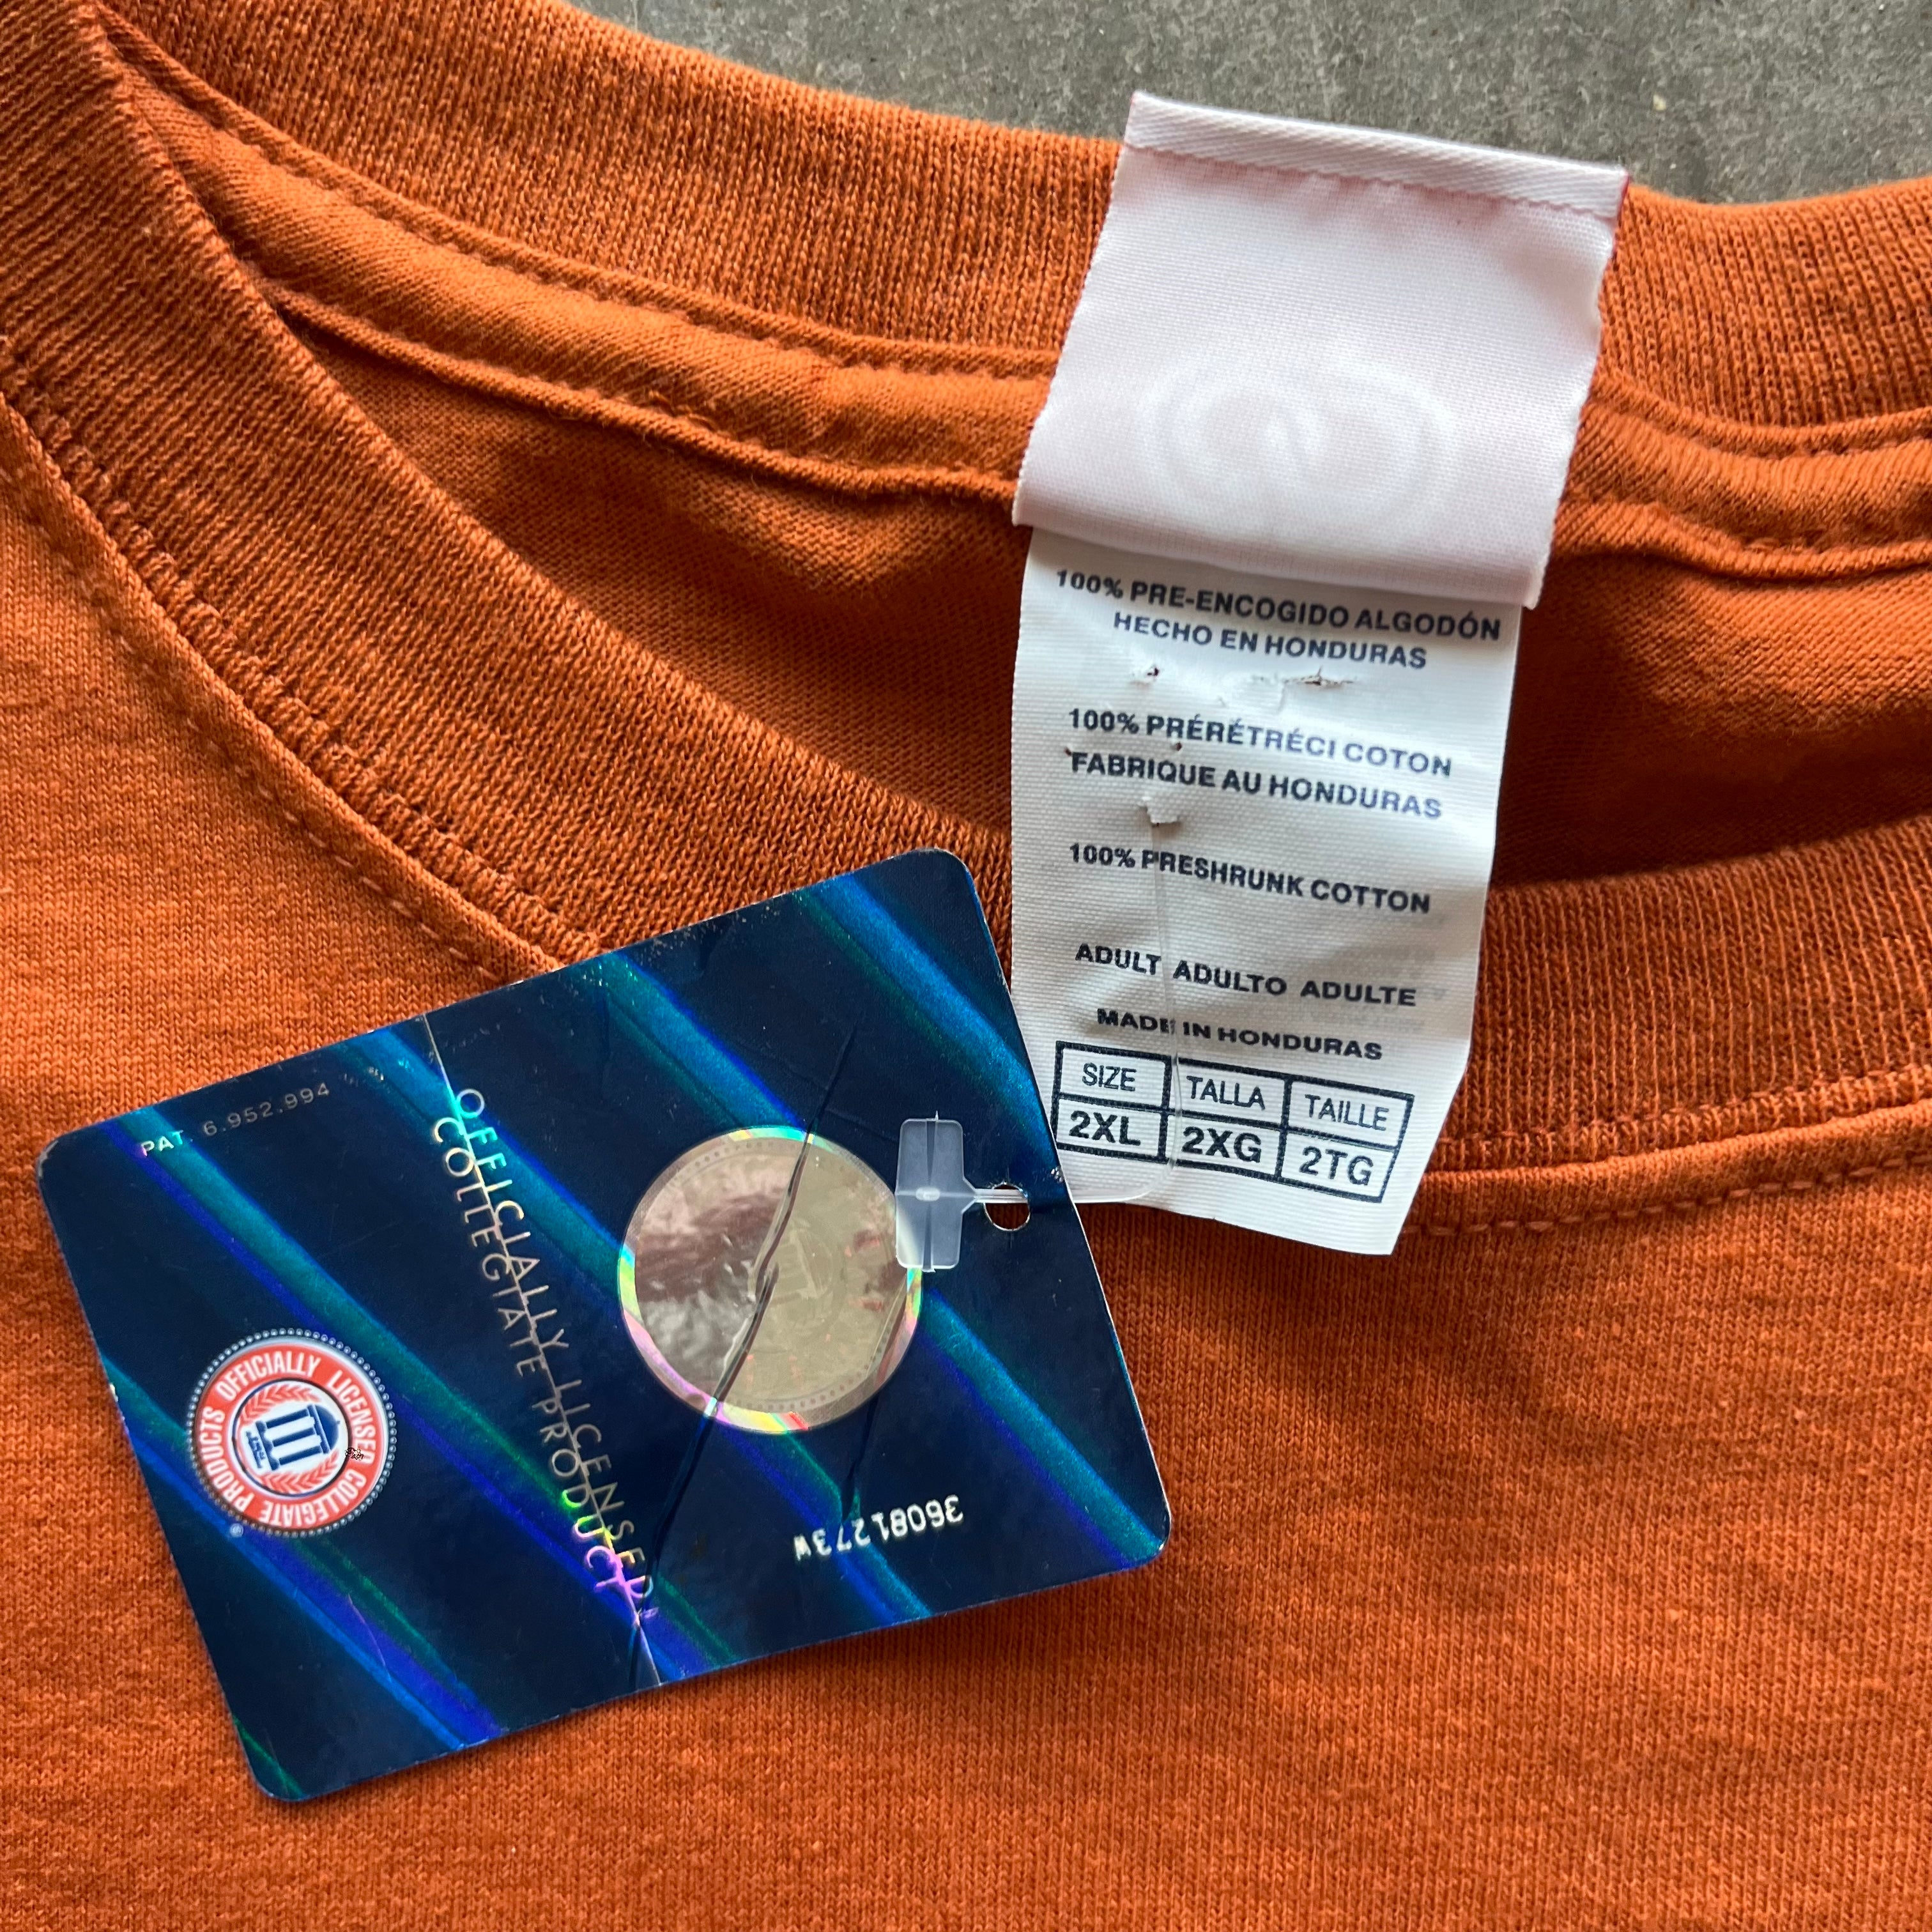 100% PRE-ENCOGIDO ALGODÓN
HECHO EN HONDURAS
100% PRÉRÉTRÉCI COTON
FABRIQUE AU HONDURAS
100% PRESHRUNK COTTON
ADULT ADULTO ADULTE
MADE IN HONDURAS
SIZE TALLA TAILLE
2XL 2XG 2TG
PAT. 6.952.994
OFFICIALLY LICENSED
COLLEGIATE PRODUCT
OFFICIALLY LICENSED COLLEGIATE PRODUCTS
36081273W